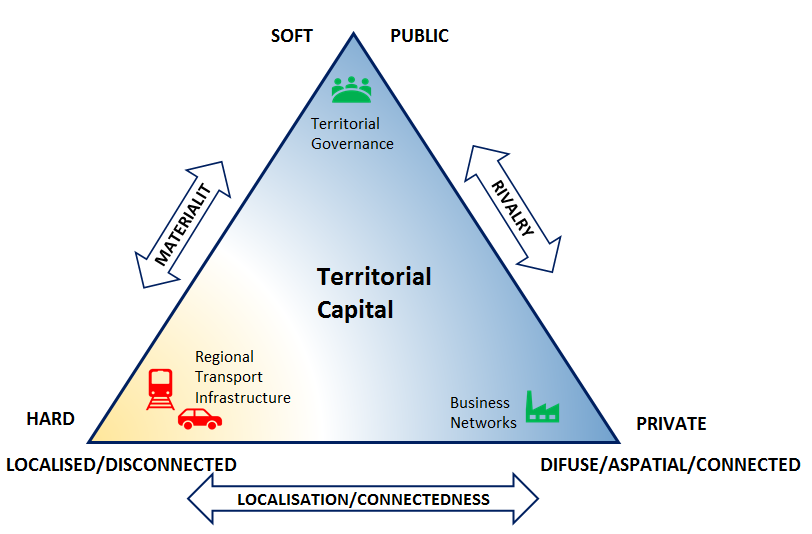 SOFT
PUBLIC
Territorial
Governance
MATERIALIT
RIVALRY
Territorial
Capital
Regional
Transport
Infrastructure
Business
Networks
HARD
PRIVATE
LOCALISED/DISCONNECTED
DIFUSE/ASPATIAL/CONNECTED
LOCALISATION/CONNECTEDNESS